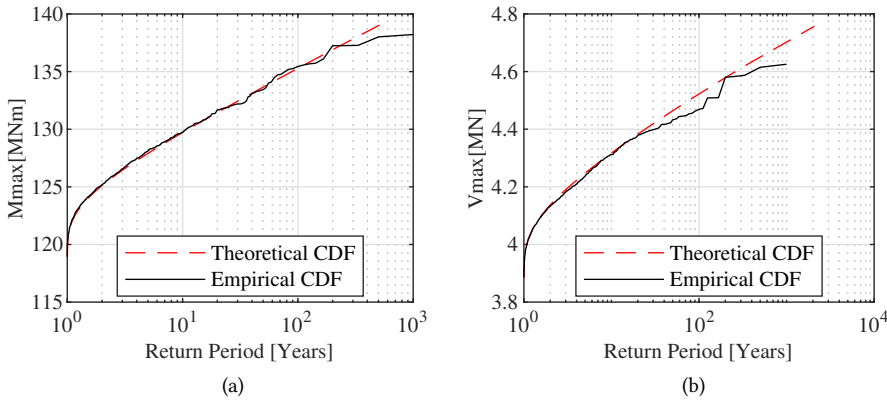 140
135
130
125
120
115
Mmax[MNm]
Theoretical CDF
Empirical CDF
10^0 10^1 10^2 10^3
Return Period [Years]
(a)
4.8
4.6
4.4
4.2
4
3.8
Vmax[MN]
Theoretical CDF
Empirical CDF
10^0 10^2 10^4
Return Period [Years]
(b)